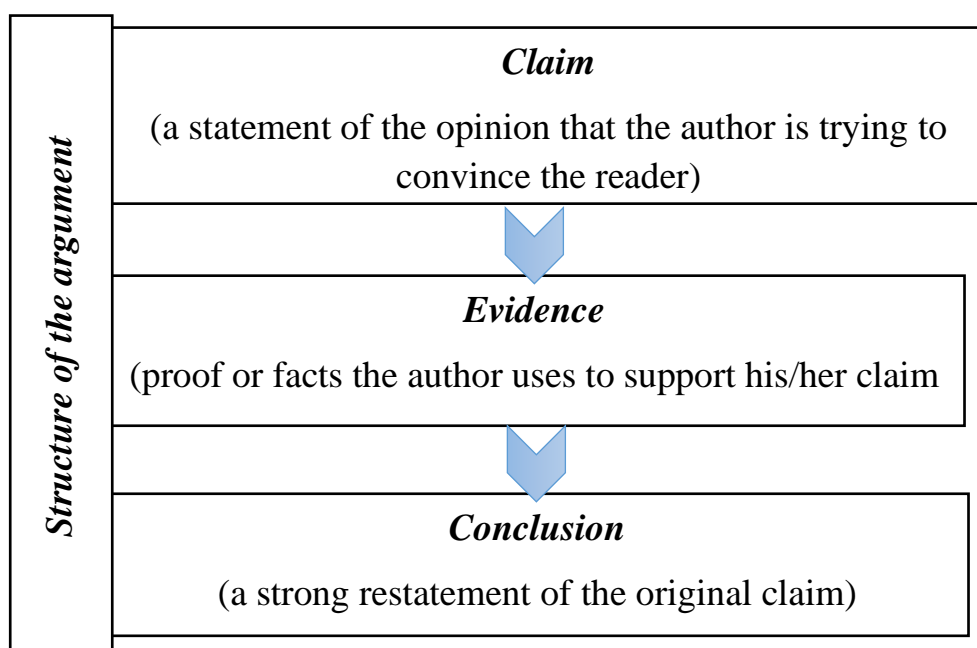 Structure of the argument
Claim
(a statement of the opinion that the author is trying to
convince the reader)
Evidence
(proof or facts the author uses to support his/her claim
Conclusion
(a strong restatement of the original claim)